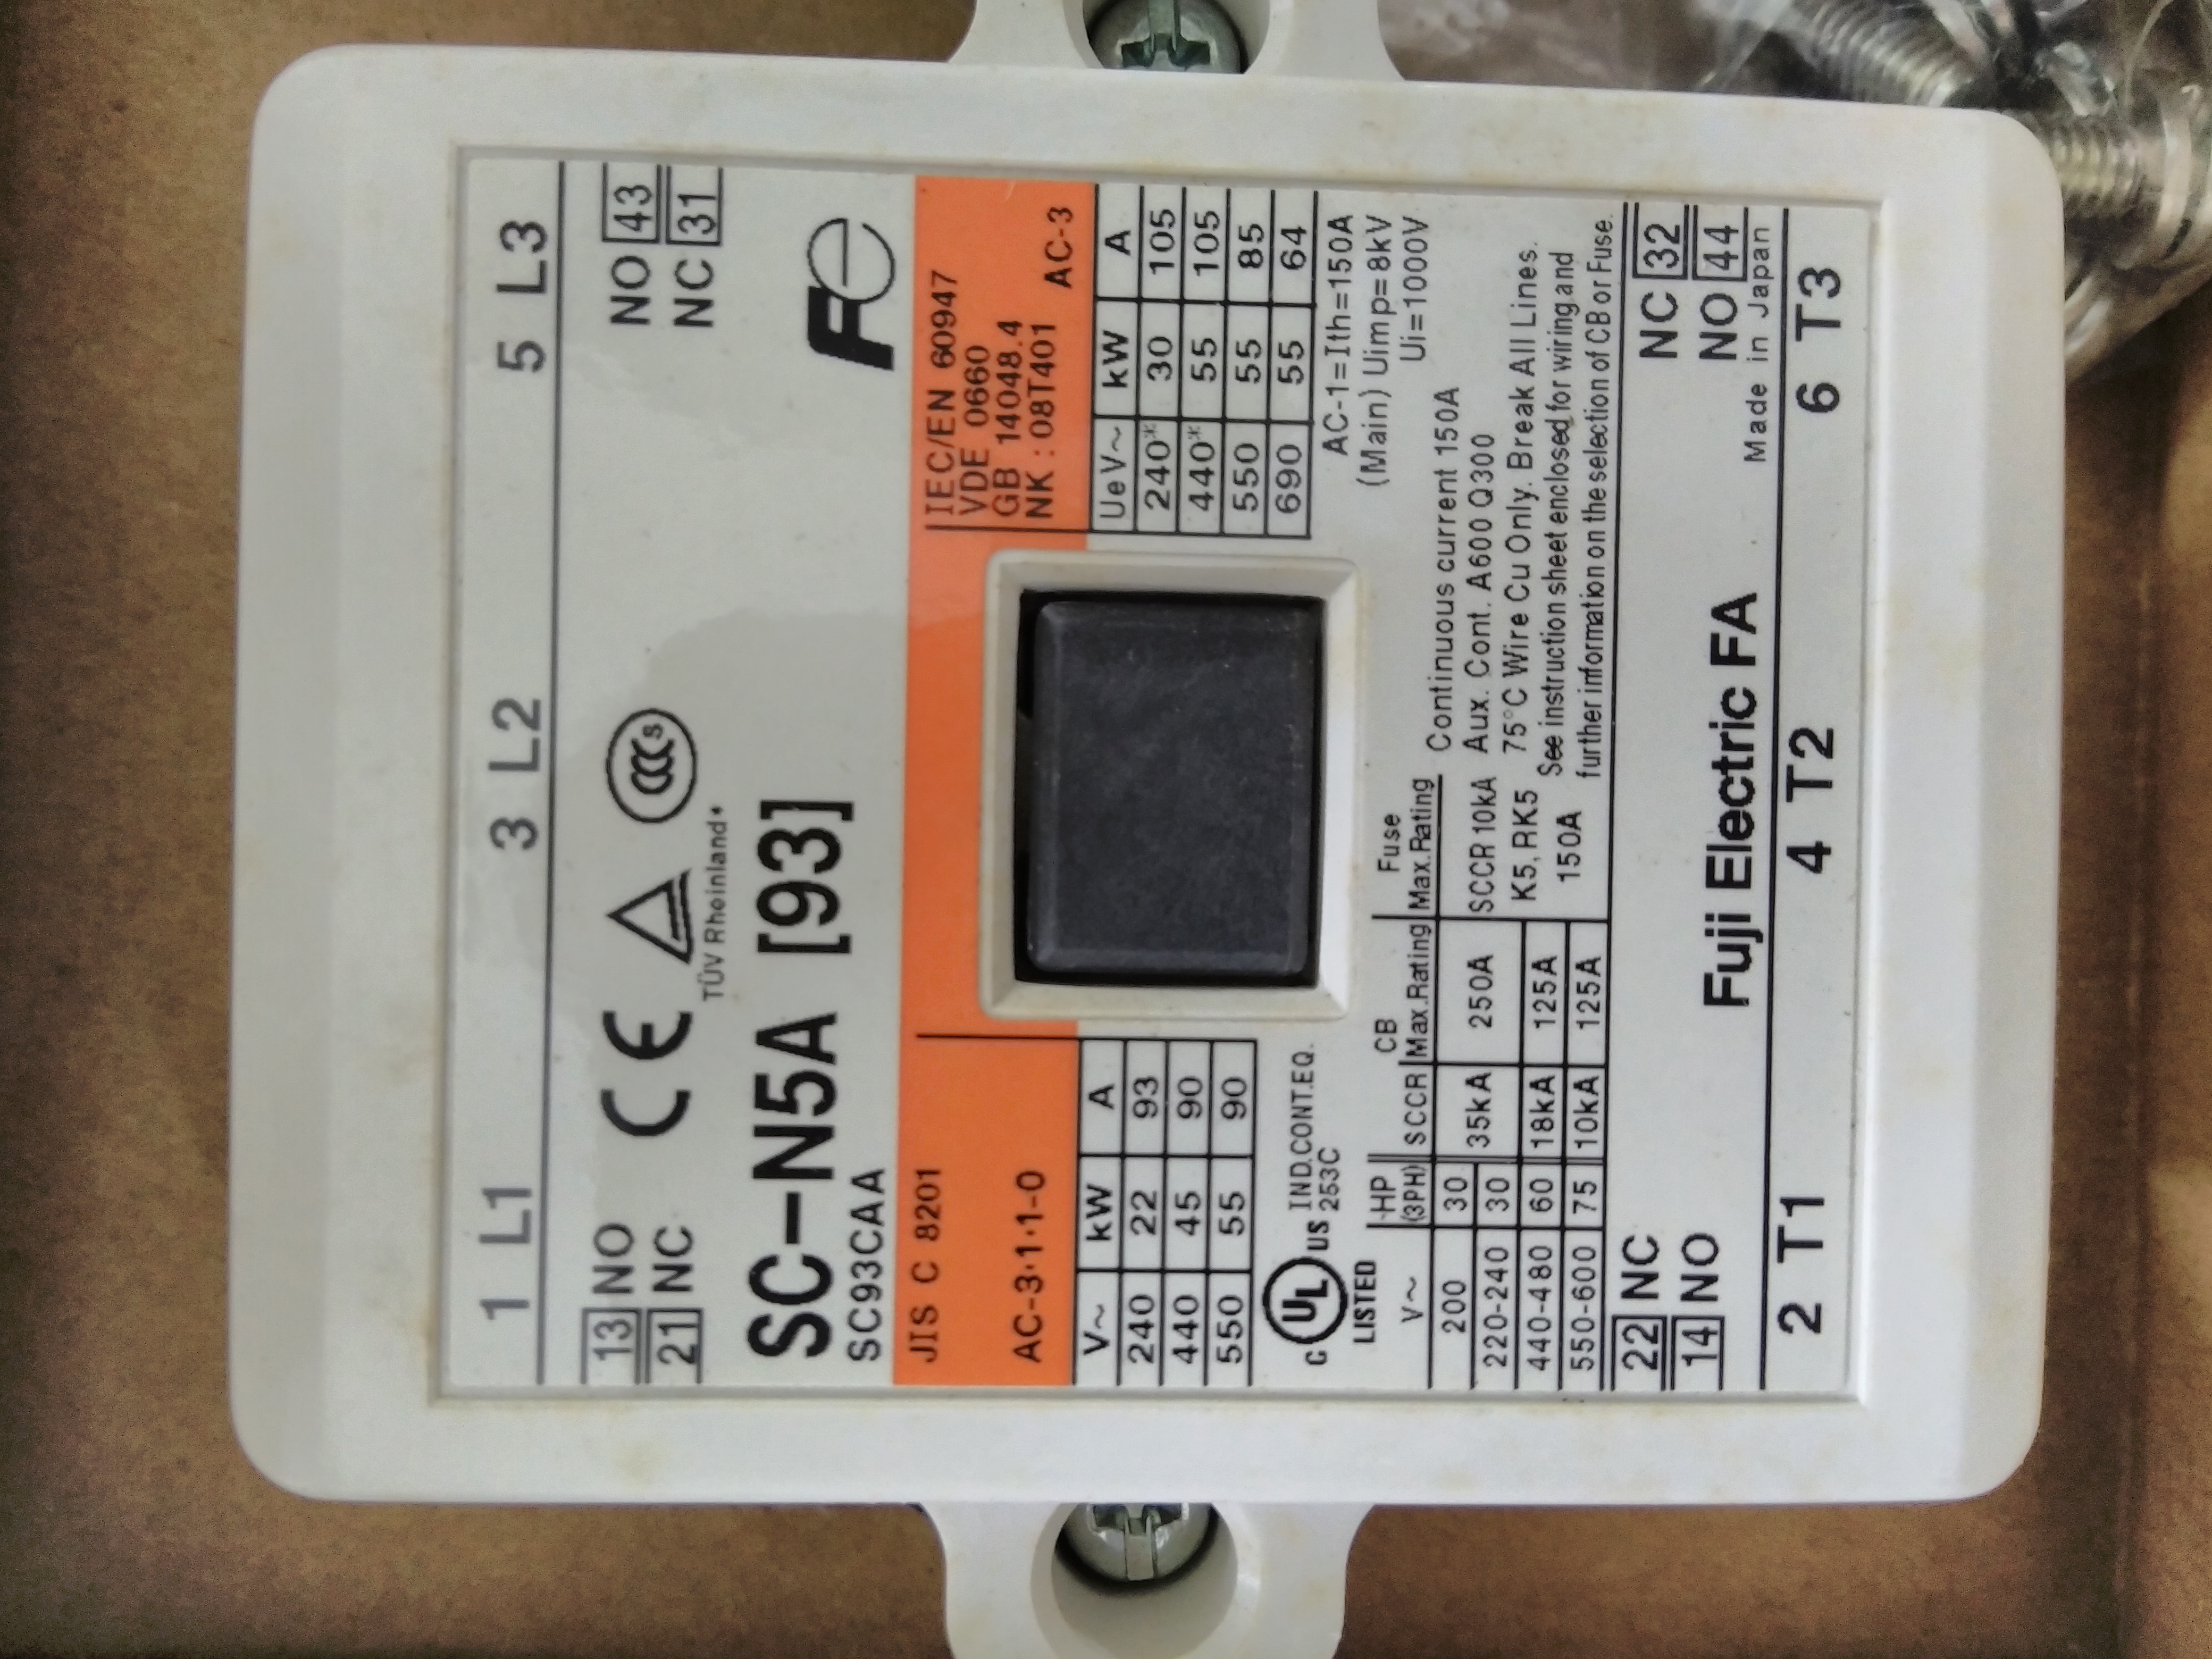 1 L1 3 L2 5 L3
13 NO NO 43
21 NC NC 31
CE CCC S
TÜV Rheinland
SC-N5A [93]
SC93CAA
Fe
JIS C 8201
AC-3·1·1-0
IEC/EN 60947
VDE 0660
GB 14048.4
NK : 08T401 AC-3
V~ kW A
240 22 93
440 45 90
550 55 90
UeV~ kW A
240* 30 105
440* 55 105
550 55 85
690 55 64
C UL US IND.CONT.EQ.
253C
LISTED
AC-1=Ith=150A
(Main) Uimp=8kV
Ui=1000V
V~ HP (3PH) SCCR CB Max.Rating Fuse Max.Rating
200 30 35kA 250A SCCR 10kA
220-240 30
440-480 60 18kA 125A K5, RK5
550-600 75 10kA 125A 150A
Continuous current 150A
Aux. Cont. A600 Q300
75°C Wire Cu Only. Break All Lines.
See instruction sheet enclosed for wiring and
further information on the selection of CB or Fuse.
22 NC NC 32
14 NO NO 44
Fuji Electric FA
Made in Japan
2 T1 4 T2 6 T3